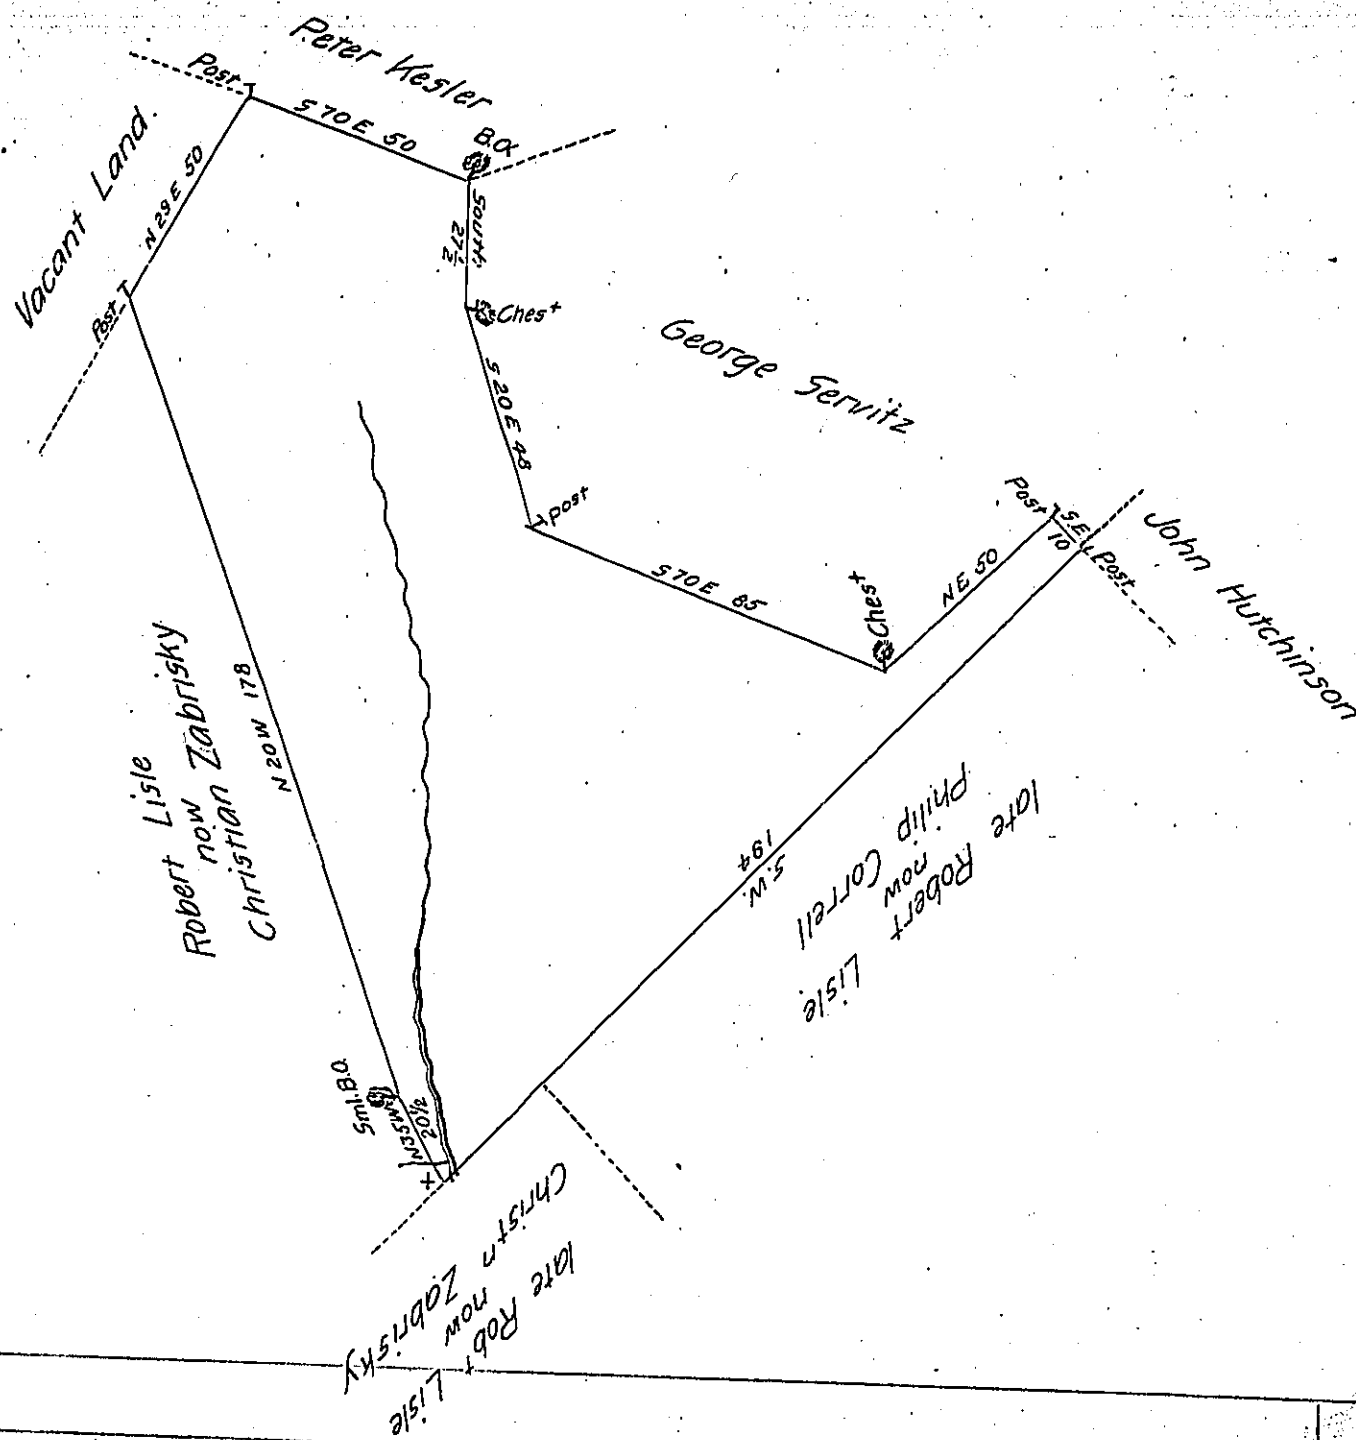 Peter Kesler
Post
S 70 E 50
B.O.
Vacant Land.
N 29 E 50
Post
South
27½
Ches+
S 20 E 48
post
George Servitz
S 70 E 85
Ches+
NE 50
Post
S.E.
10
Post
John Hutchinson
Robert Lisle
now
Christian Zabrisky
N 20 W 178
S.W.
194
late Robert Lisle
now
Philip Correll
Sml. B.O.
N35W
20½
late Robt Lisle
now
Christn Zabrisky